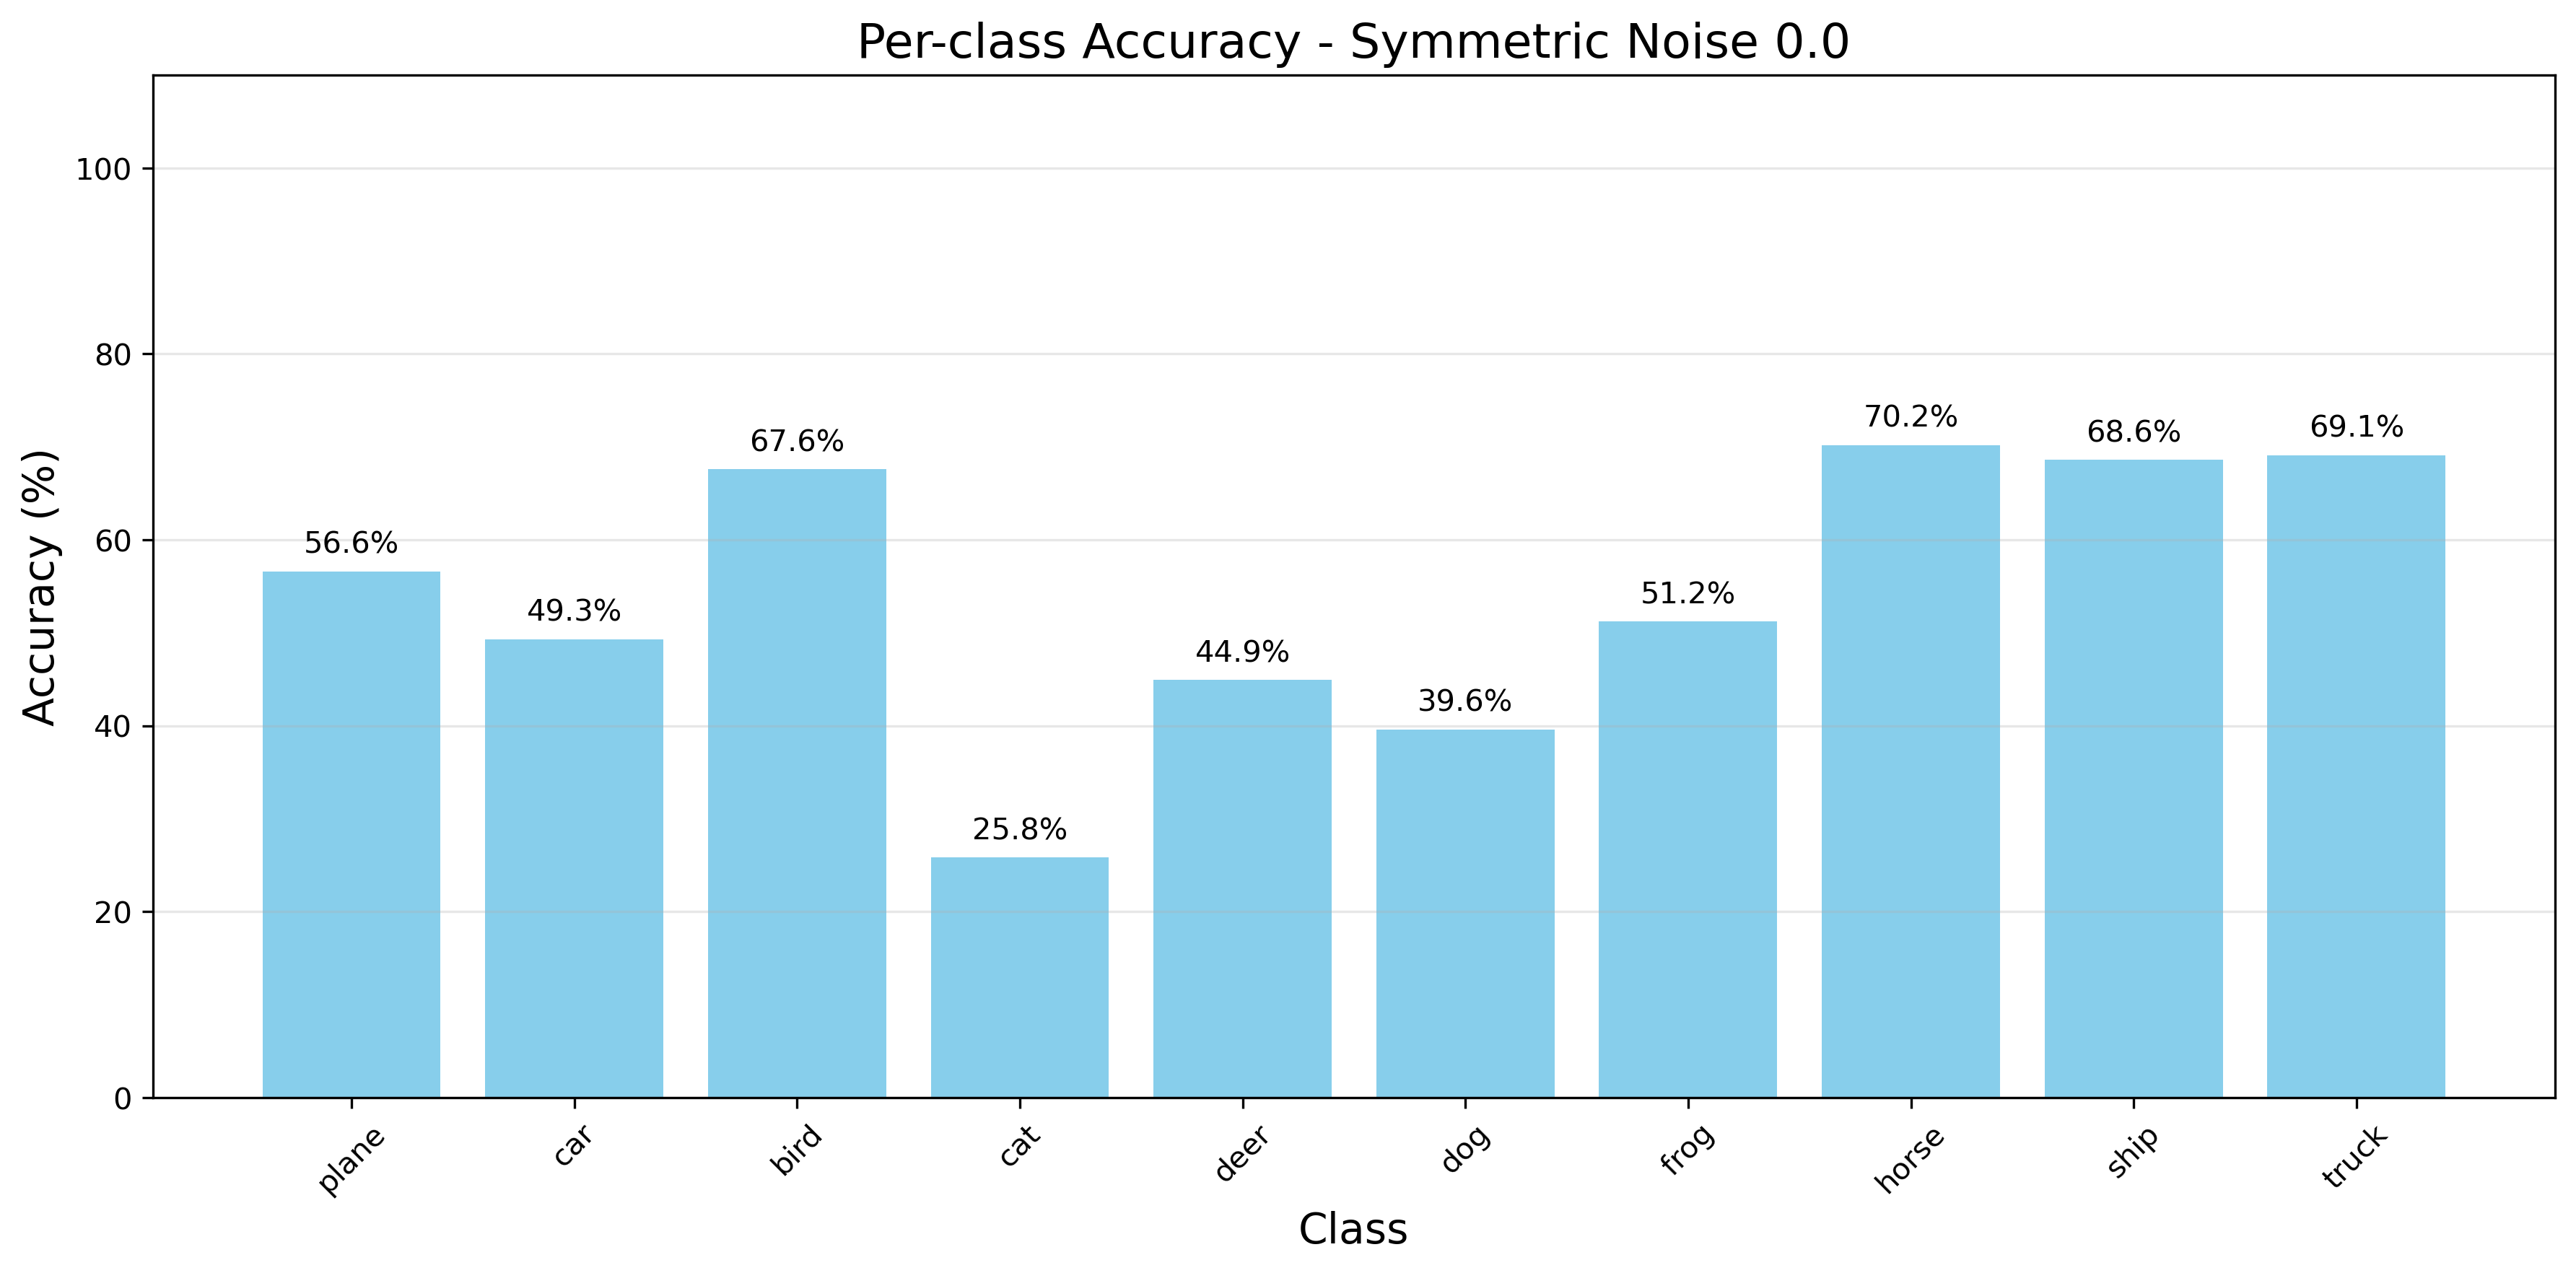 Per-class Accuracy - Symmetric Noise 0.0
Accuracy (%)
100
80
60
40
20
0
56.6%
49.3%
67.6%
25.8%
44.9%
39.6%
51.2%
70.2%
68.6%
69.1%
plane
car
bird
cat
deer
dog
frog
horse
ship
truck
Class